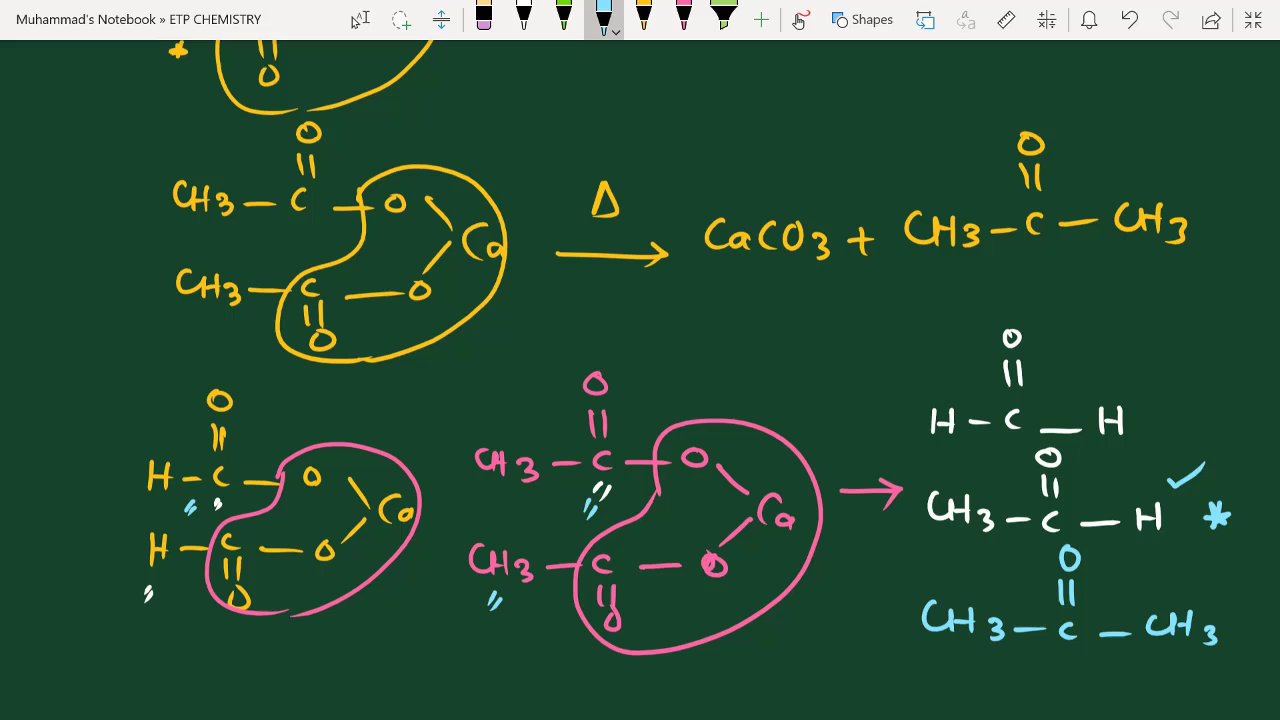 Muhammad's Notebook » ETP CHEMISTRY
Shapes
O
O
CH3 – C – O
Ca
CH3 – C – O
O
Δ
CaCO3 + CH3 – C – CH3
O
O
H – C – O
Ca
H – C – O
O
O
CH3 – C – O
Ca
CH3 – C – O
O
O
H – C – H
O
CH3 – C – H
O
CH3 – C – CH3